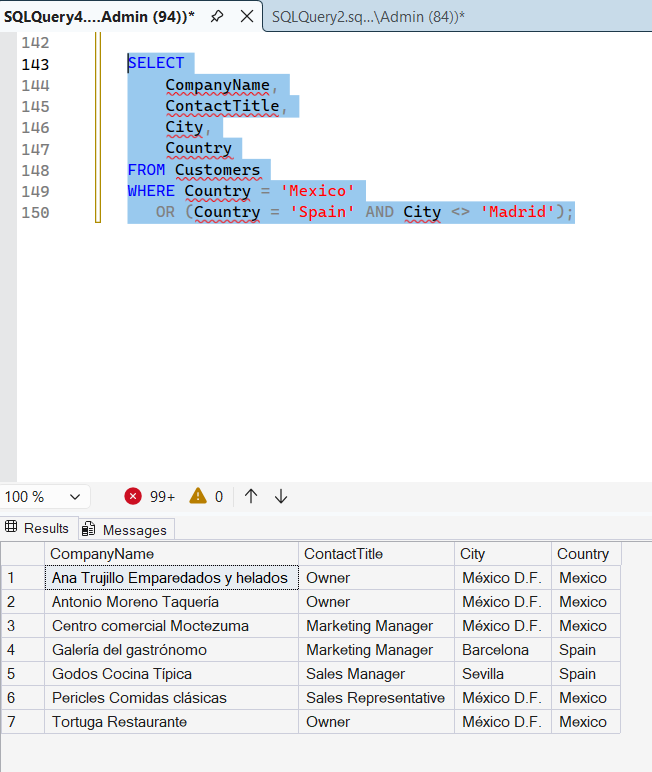 SQLQuery4....Admin (94))* SQLQuery2.sq...\Admin (84))*
142
143 SELECT
144 CompanyName,
145 ContactTitle,
146 City,
147 Country
148 FROM Customers
149 WHERE Country = 'Mexico'
150 OR (Country = 'Spain' AND City <> 'Madrid');
100 % 99+ 0
Results Messages
CompanyName ContactTitle City Country
1 Ana Trujillo Emparedados y helados Owner México D.F. Mexico
2 Antonio Moreno Taquería Owner México D.F. Mexico
3 Centro comercial Moctezuma Marketing Manager México D.F. Mexico
4 Galería del gastrónomo Marketing Manager Barcelona Spain
5 Godos Cocina Típica Sales Manager Sevilla Spain
6 Pericles Comidas clásicas Sales Representative México D.F. Mexico
7 Tortuga Restaurante Owner México D.F. Mexico